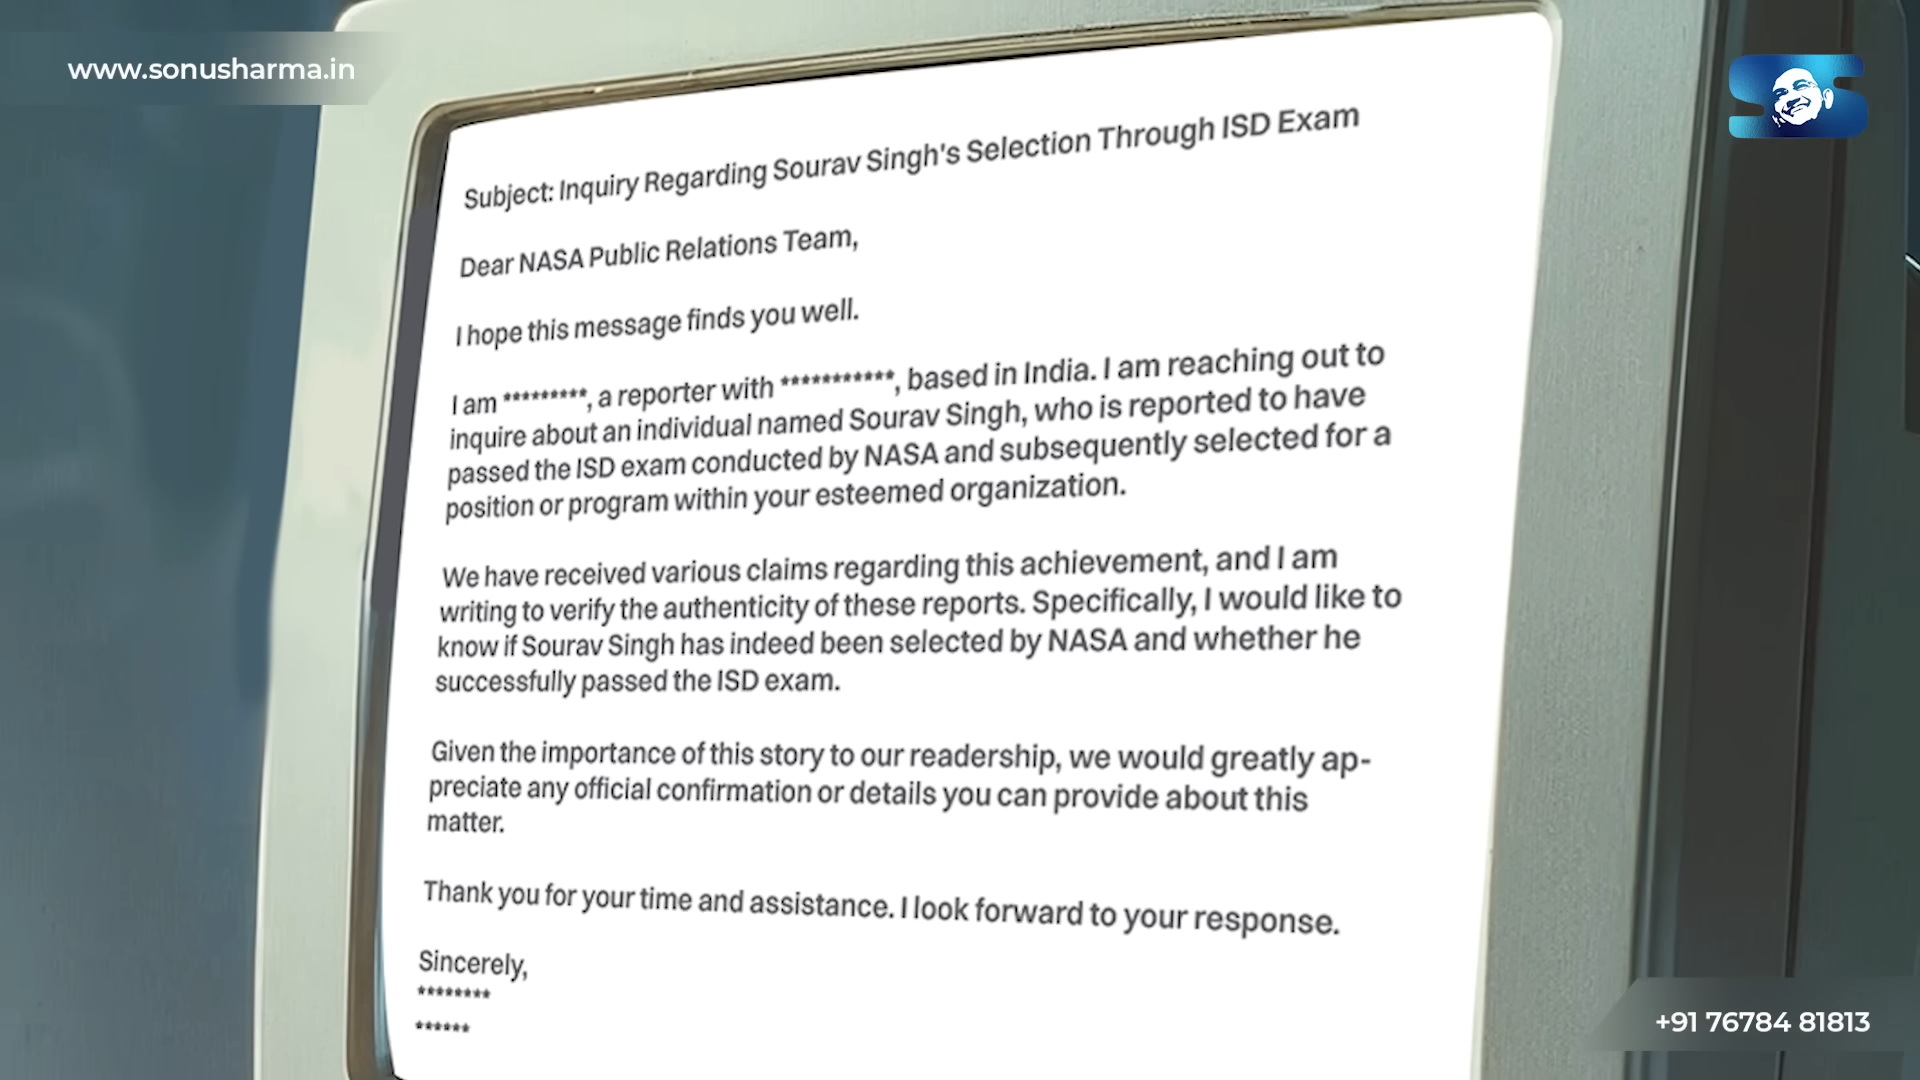 www.sonusharma.in
SS
Subject: Inquiry Regarding Sourav Singh's Selection Through ISD Exam
Dear NASA Public Relations Team,
I hope this message finds you well.
I am *********, a reporter with ***********, based in India. I am reaching out to
inquire about an individual named Sourav Singh, who is reported to have
passed the ISD exam conducted by NASA and subsequently selected for a
position or program within your esteemed organization.
We have received various claims regarding this achievement, and I am
writing to verify the authenticity of these reports. Specifically, I would like to
know if Sourav Singh has indeed been selected by NASA and whether he
successfully passed the ISD exam.
Given the importance of this story to our readership, we would greatly ap-
preciate any official confirmation or details you can provide about this
matter.
Thank you for your time and assistance. I look forward to your response.
Sincerely,
********
******
+91 76784 81813